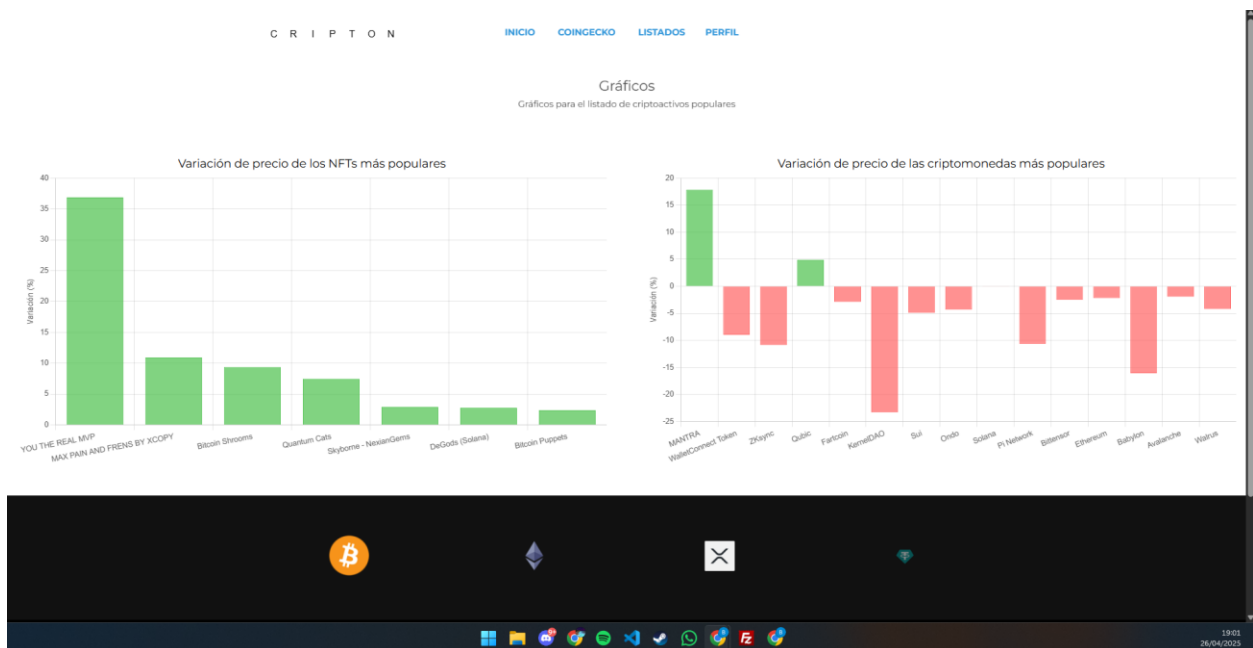 C R I P T O N
INICIO COINGECKO LISTADOS PERFIL
Gráficos
Gráficos para el listado de criptoactivos populares
Variación de precio de los NFTs más populares
Variación (%)
40
35
30
25
20
15
10
5
0
YOU THE REAL MVP
MAX PAIN AND FRENS BY XCOPY
Bitcoin Shrooms
Quantum Cats
Skyborne - NexianGems
DeGods (Solana)
Bitcoin Puppets
Variación de precio de las criptomonedas más populares
Variación (%)
20
15
10
5
0
-5
-10
-15
-20
-25
MANTRA
WalletConnect Token
ZKsync
Qubic
Fartcoin
KernelDAO
Sui
Ondo
Solana
Pi Network
Bittensor
Ethereum
Babylon
Avalanche
Walrus
19:01
26/04/2025